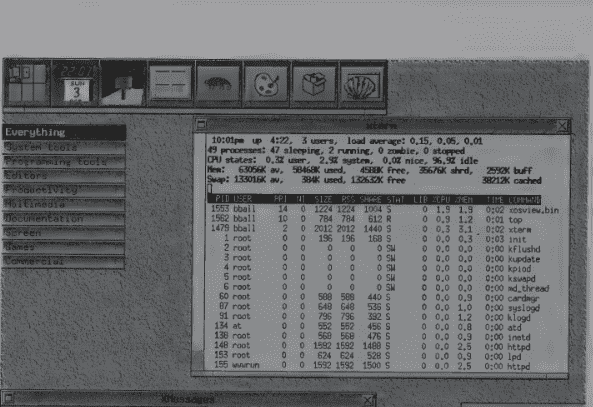 SUN
3
Everything
System tools
Programming tools
Editors
Productivity
Multimedia
Documentation
Screen
Games
Commercial
xterm
10:01pm up 4:22, 3 users, load average: 0.15, 0.05, 0.01
49 processes: 47 sleeping, 2 running, 0 zombie, 0 stopped
CPU states: 0.3% user, 2.9% system, 0.0% nice, 96.9% idle
Mem: 63056K av, 58468K used, 4588K free, 35676K shrd, 2592K buff
Swap: 133016K av, 384K used, 132632K free 38212K cached
PID USER PRI NI SIZE RSS SHARE STAT LIB %CPU %MEM TIME COMMAND
1553 bball 14 0 1224 1224 1004 S 0 1.9 1.9 0:02 xosview.bin
1562 bball 10 0 784 784 612 R 0 0.9 1.2 0:01 top
1479 bball 2 0 2012 2012 1440 S 0 0.3 3.1 0:02 xterm
1 root 0 0 196 196 168 S 0 0.0 0.3 0:03 init
2 root 0 0 0 0 0 SW 0 0.0 0.0 0:00 kflushd
3 root 0 0 0 0 0 SW 0 0.0 0.0 0:00 kupdate
4 root 0 0 0 0 0 SW 0 0.0 0.0 0:00 kpiod
5 root 0 0 0 0 0 SW 0 0.0 0.0 0:00 kswapd
6 root 0 0 0 0 0 SW 0 0.0 0.0 0:00 md_thread
60 root 0 0 588 588 440 S 0 0.0 0.9 0:00 cardmgr
87 root 0 0 648 648 536 S 0 0.0 1.0 0:00 syslogd
91 root 0 0 796 796 392 S 0 0.0 1.2 0:00 klogd
134 at 0 0 552 552 456 S 0 0.0 0.8 0:00 atd
138 root 0 0 568 568 476 S 0 0.0 0.9 0:00 inetd
148 root 0 0 1592 1592 1488 S 0 0.0 2.5 0:00 httpd
153 root 0 0 624 624 528 S 0 0.0 0.9 0:00 lpd
155 wwwrun 0 0 1592 1592 1500 S 0 0.0 2.5 0:00 httpd
XMessages